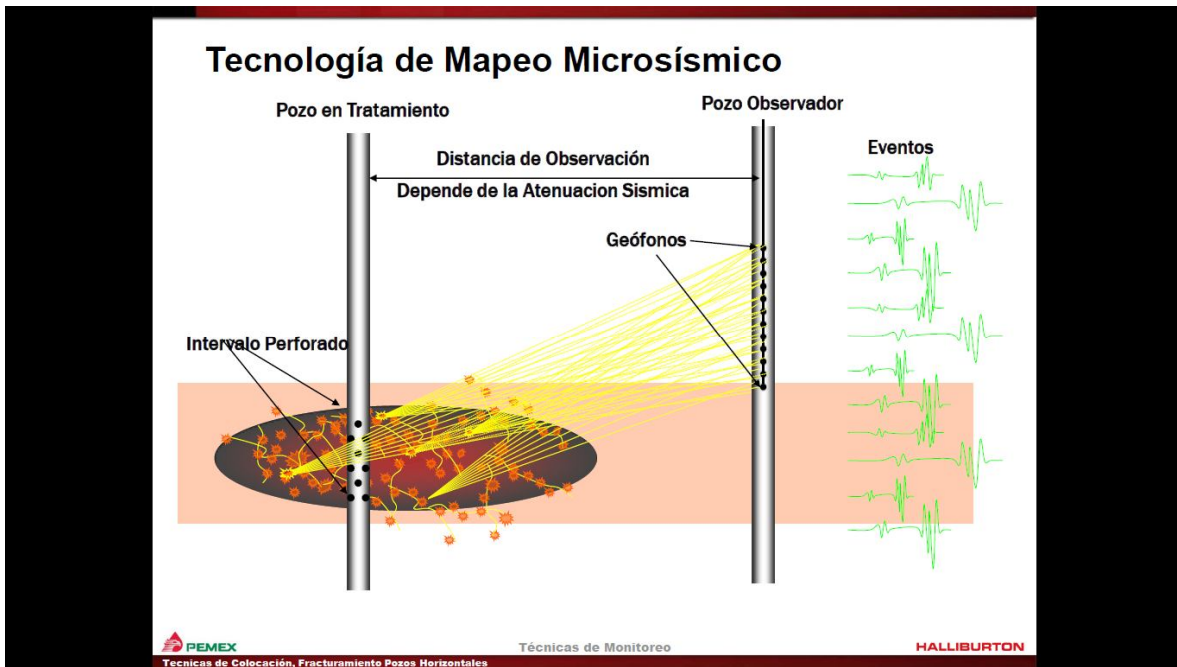 Tecnología de Mapeo Microsísmico
Pozo en Tratamiento
Pozo Observador
Distancia de Observación
Depende de la Atenuacion Sismica
Eventos
Geófonos
Intervalo Perforado
PEMEX
Técnicas de Monitoreo
HALLIBURTON
Tecnicas de Colocación, Fracturamiento Pozos Horizontales